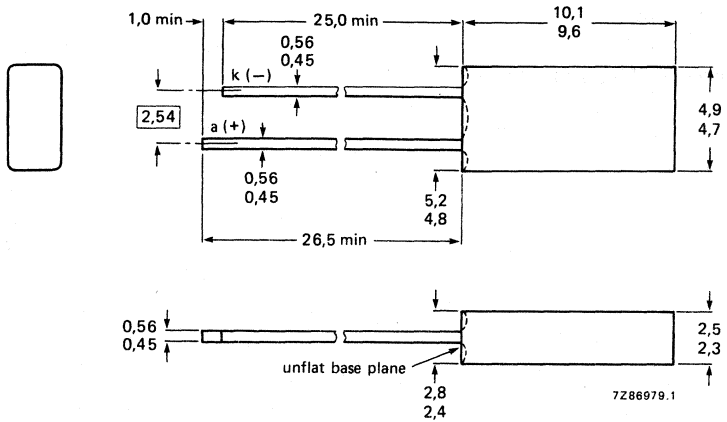 1,0 min
25,0 min
10,1
9,6
0,56
0,45
k (−)
2,54
a (+)
4,9
4,7
0,56
0,45
5,2
4,8
26,5 min
0,56
0,45
2,5
2,3
unflat base plane
2,8
2,4
7Z86979.1